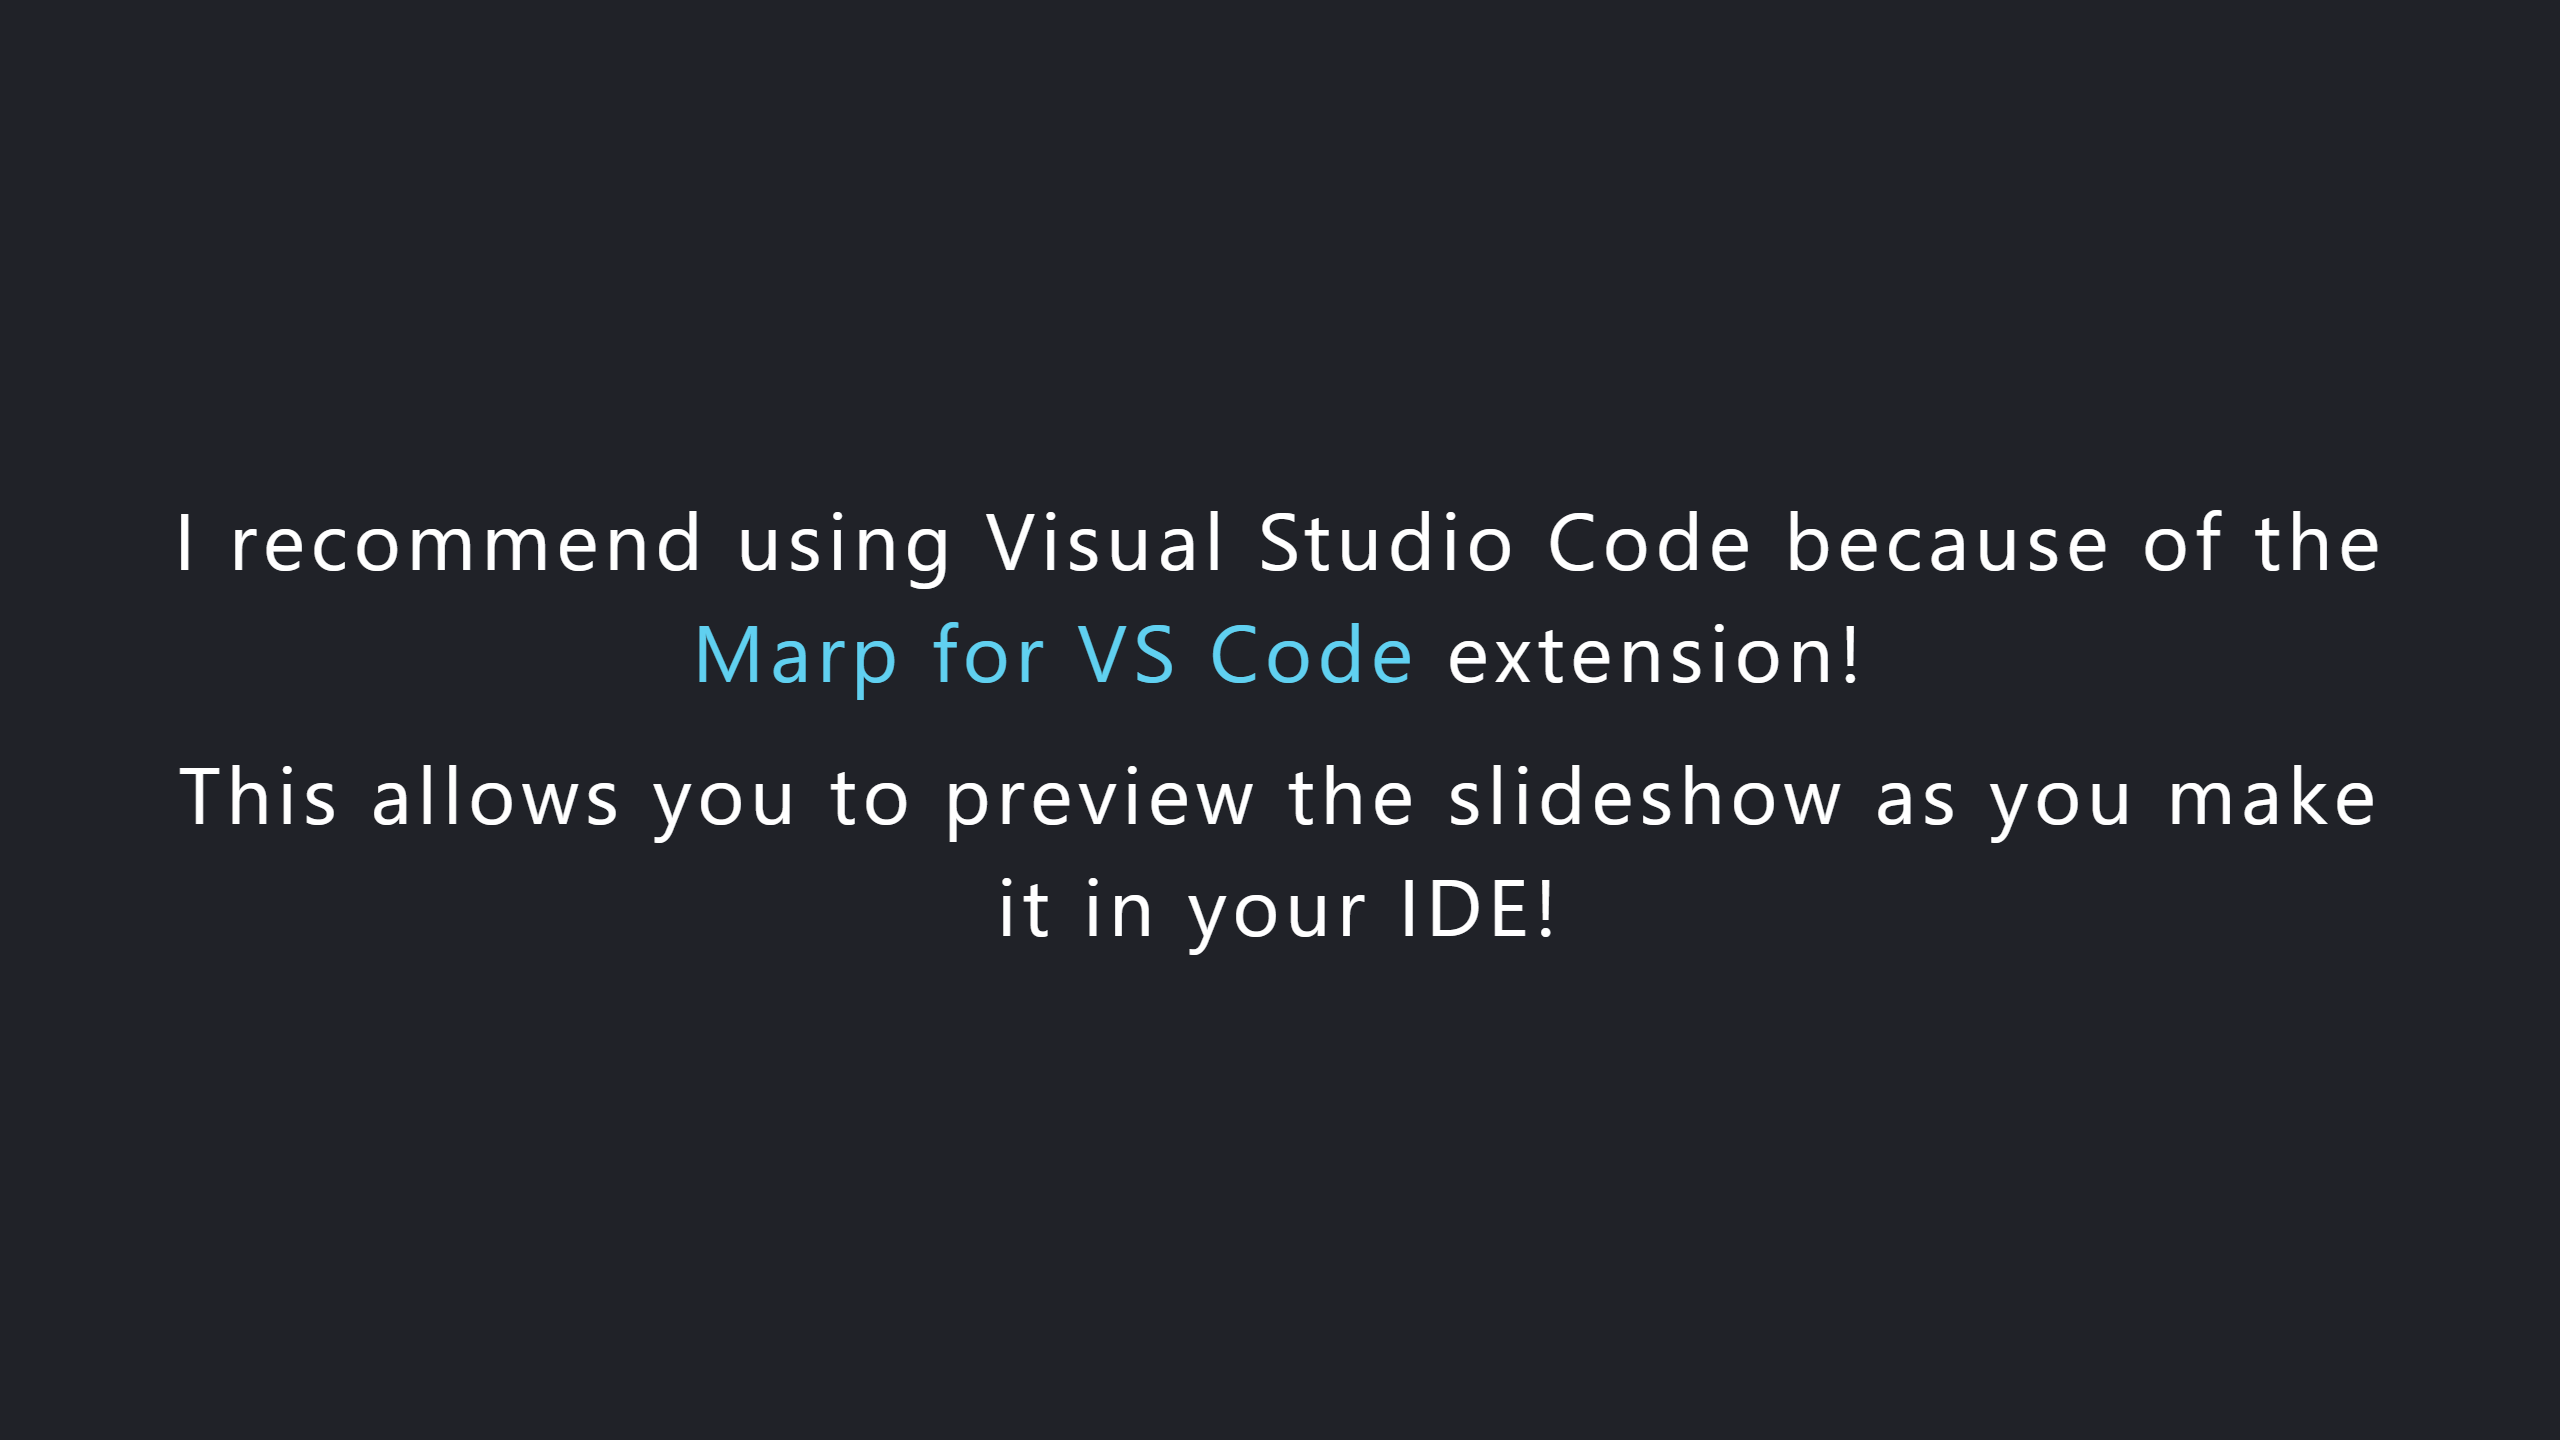 I recommend using Visual Studio Code because of the
Marp for VS Code extension!
This allows you to preview the slideshow as you make
it in your IDE!